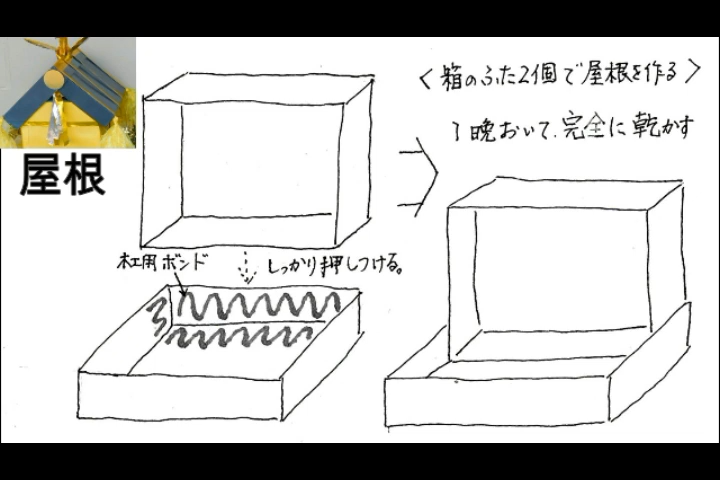 屋根
<箱のふた2個で屋根を作る>
1晩おいて、完全に乾かす
木工用ボンド
しっかり押しつける。